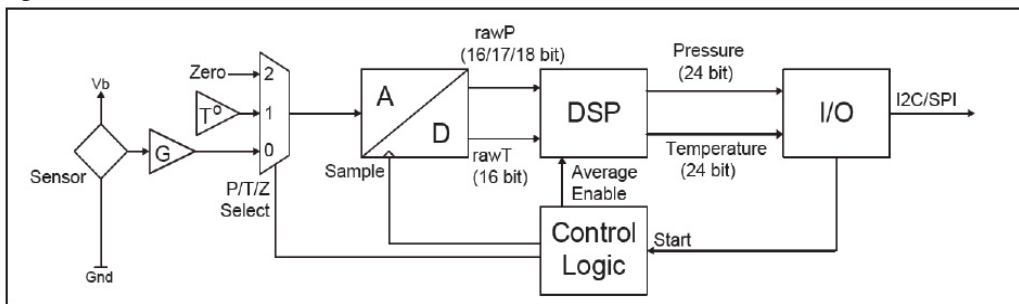 Vb
Sensor
Gnd
G
Zero
T°
2
1
0
P/T/Z
Select
A
D
Sample
rawP
(16/17/18 bit)
rawT
(16 bit)
DSP
Average
Enable
Control
Logic
Start
Pressure
(24 bit)
Temperature
(24 bit)
I/O
I2C/SPI